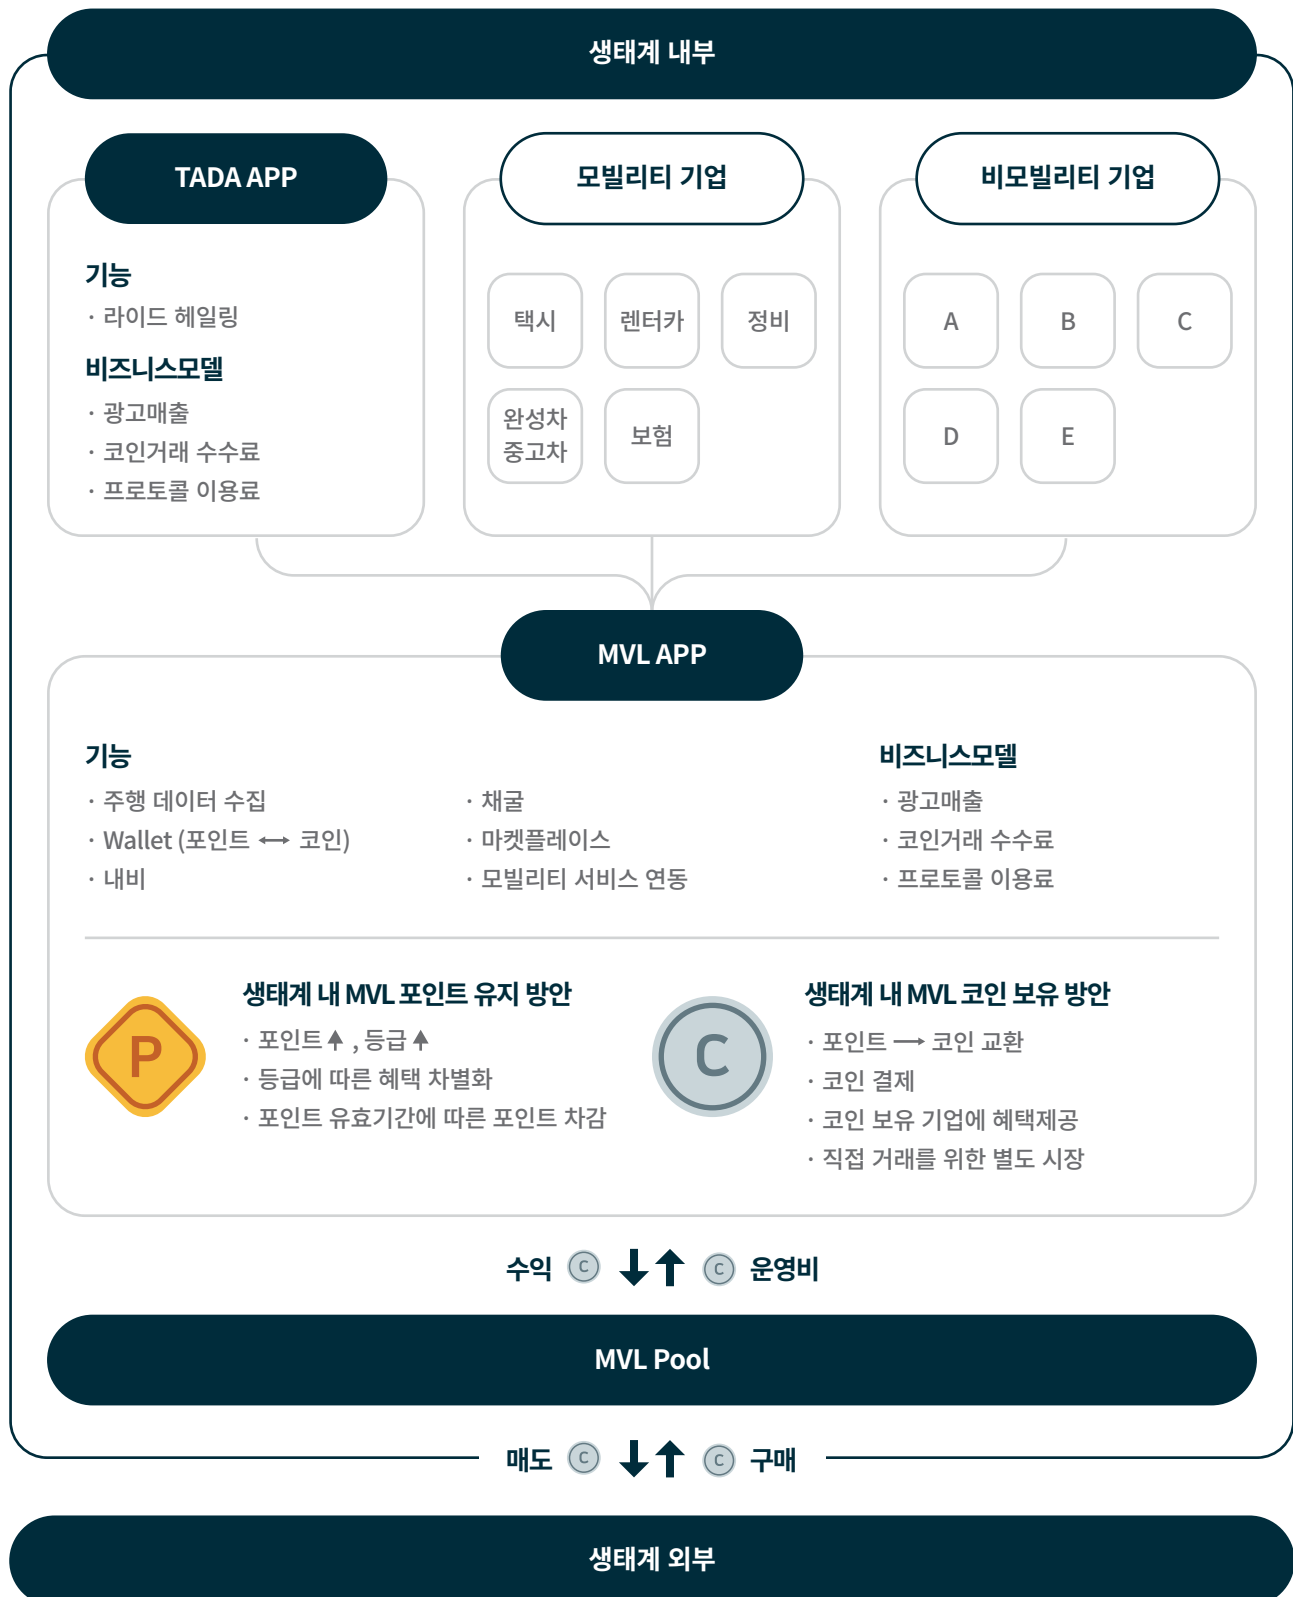 생태계 내부
TADA APP
기능
· 라이드 헤일링
비즈니스모델
· 광고매출
· 코인거래 수수료
· 프로토콜 이용료
모빌리티 기업
택시
렌터카
정비
완성차
중고차
보험
비모빌리티 기업
A
B
C
D
E
MVL APP
기능
· 주행 데이터 수집
· Wallet (포인트 ↔ 코인)
· 내비
· 채굴
· 마켓플레이스
· 모빌리티 서비스 연동
비즈니스모델
· 광고매출
· 코인거래 수수료
· 프로토콜 이용료
P
생태계 내 MVL 포인트 유지 방안
· 포인트 ↑ , 등급 ↑
· 등급에 따른 혜택 차별화
· 포인트 유효기간에 따른 포인트 차감
C
생태계 내 MVL 코인 보유 방안
· 포인트 → 코인 교환
· 코인 결제
· 코인 보유 기업에 혜택제공
· 직접 거래를 위한 별도 시장
수익 C ↓↑ C 운영비
MVL Pool
매도 C ↓↑ C 구매
생태계 외부